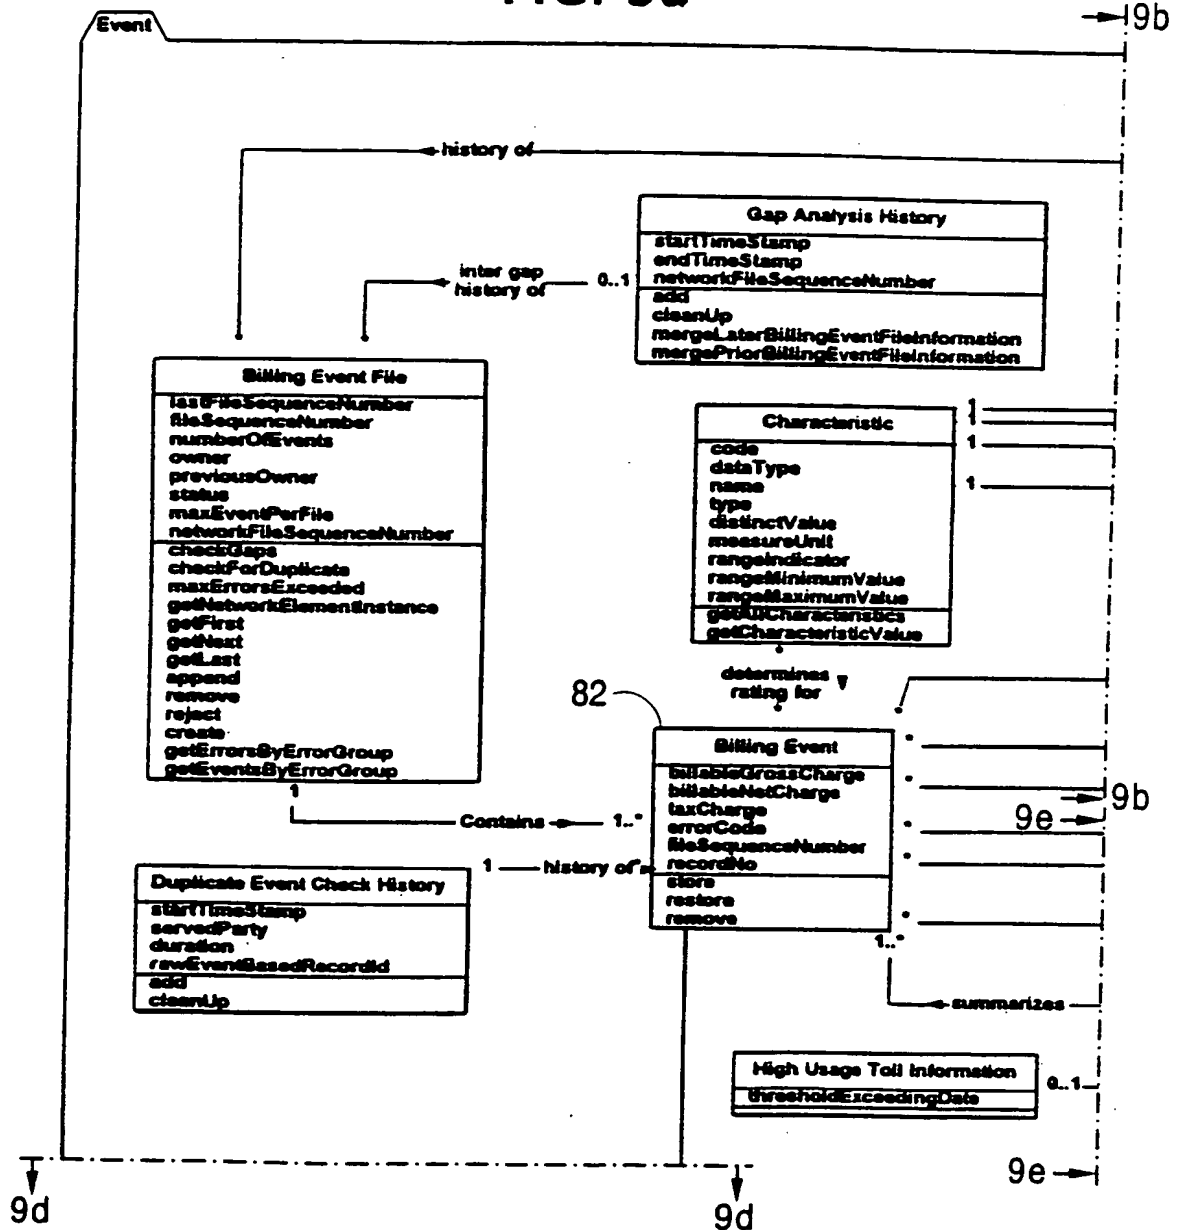 9b
Event
history of
Gap Analysis History
startTimeStamp
endTimeStamp
networkFileSequenceNumber
add
cleanUp
mergeLaterBillingEventFileInformation
mergePriorBillingEventFileInformation
inter gap
history of
0..1
Billing Event File
lastFileSequenceNumber
fileSequenceNumber
numberOfEvents
owner
previousOwner
status
maxEventPerFile
networkFileSequenceNumber
checkGaps
checkForDuplicate
maxErrorsExceeded
getNetworkElementInstance
getFirst
getNext
getLast
append
remove
reject
create
getErrorsByErrorGroup
getEventsByErrorGroup
Characteristic
code
dataType
name
type
distinctValue
measureUnit
rangeIndicator
rangeMinimumValue
rangeMaximumValue
getAllCharacteristics
getCharacteristicValue
1
1
1
1
*
determines
rating for
*
82
Billing Event
billableGrossCharge
billableNetCharge
taxCharge
errorCode
fileSequenceNumber
recordNo
store
restore
remove
*
*
*
*
*
*
9b
9e
1
Contains
1..*
1
history of
Duplicate Event Check History
startTimeStamp
servedParty
duration
rawEventBasedRecordId
add
cleanUp
1..*
summarizes
High Usage Toll Information
thresholdExceedingDate
0..1
9e
9d
9d